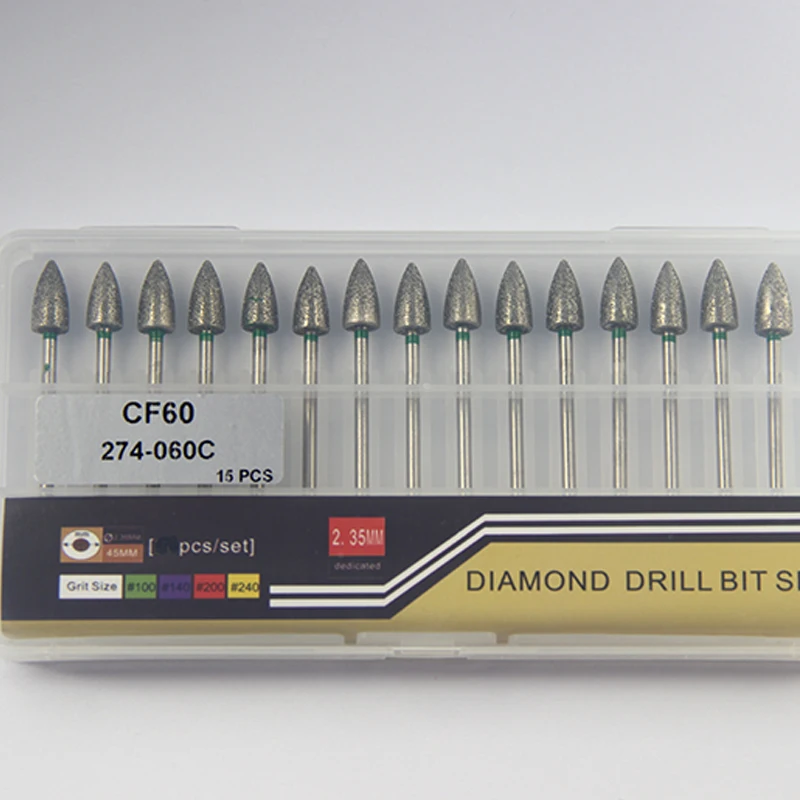 CF60
274-060C
15 PCS
45MM
pcs/set]
2.35MM
dedicated
Grit Size #100 #140 #200 #240
DIAMOND DRILL BIT SE